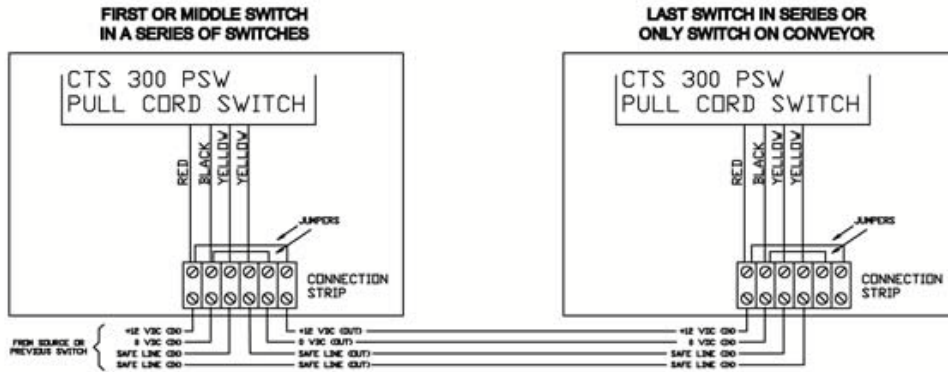 FIRST OR MIDDLE SWITCH
IN A SERIES OF SWITCHES
LAST SWITCH IN SERIES OR
ONLY SWITCH ON CONVEYOR
CTS 300 PSW
PULL CORD SWITCH
CTS 300 PSW
PULL CORD SWITCH
RED
BLACK
YELLOW
YELLOW
RED
BLACK
YELLOW
YELLOW
JUMPERS
JUMPERS
CONNECTION
STRIP
CONNECTION
STRIP
FROM SOURCE OR
PREVIOUS SWITCH
+12 VDC (IN)
0 VDC (IN)
SAFE LINE (IN)
SAFE LINE (IN)
+12 VDC (OUT)
0 VDC (OUT)
SAFE LINE (OUT)
SAFE LINE (OUT)
+12 VDC (IN)
0 VDC (IN)
SAFE LINE (IN)
SAFE LINE (IN)